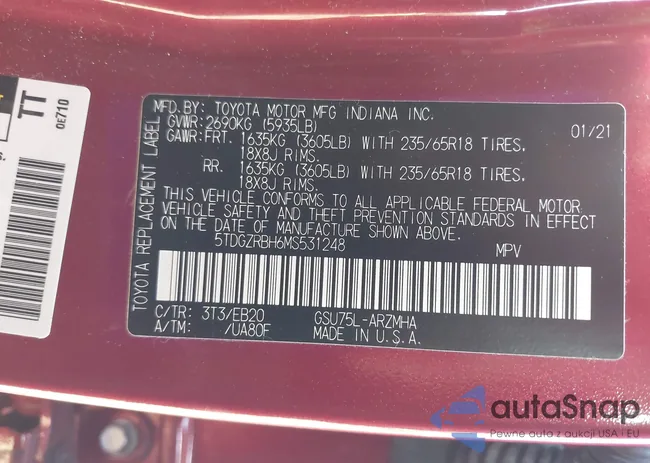 TT
0E710
s.
TOYOTA REPLACEMENT LABEL
MFD.BY: TOYOTA MOTOR MFG INDIANA INC.
GVWR: 2690KG (5935LB) 01/21
GAWR: FRT. 1635KG (3605LB) WITH 235/65R18 TIRES.
18X8J RIMS.
RR. 1635KG (3605LB) WITH 235/65R18 TIRES.
18X8J RIMS.
THIS VEHICLE CONFORMS TO ALL APPLICABLE FEDERAL MOTOR
VEHICLE SAFETY AND THEFT PREVENTION STANDARDS IN EFFECT
ON THE DATE OF MANUFACTURE SHOWN ABOVE.
5TDGZRBH6MS531248 MPV
C/TR: 3T3/EB20 GSU75L-ARZMHA
A/TM: /UA80F MADE IN U.S.A.
autoSnap
Pewne auta z aukcji USA i EU